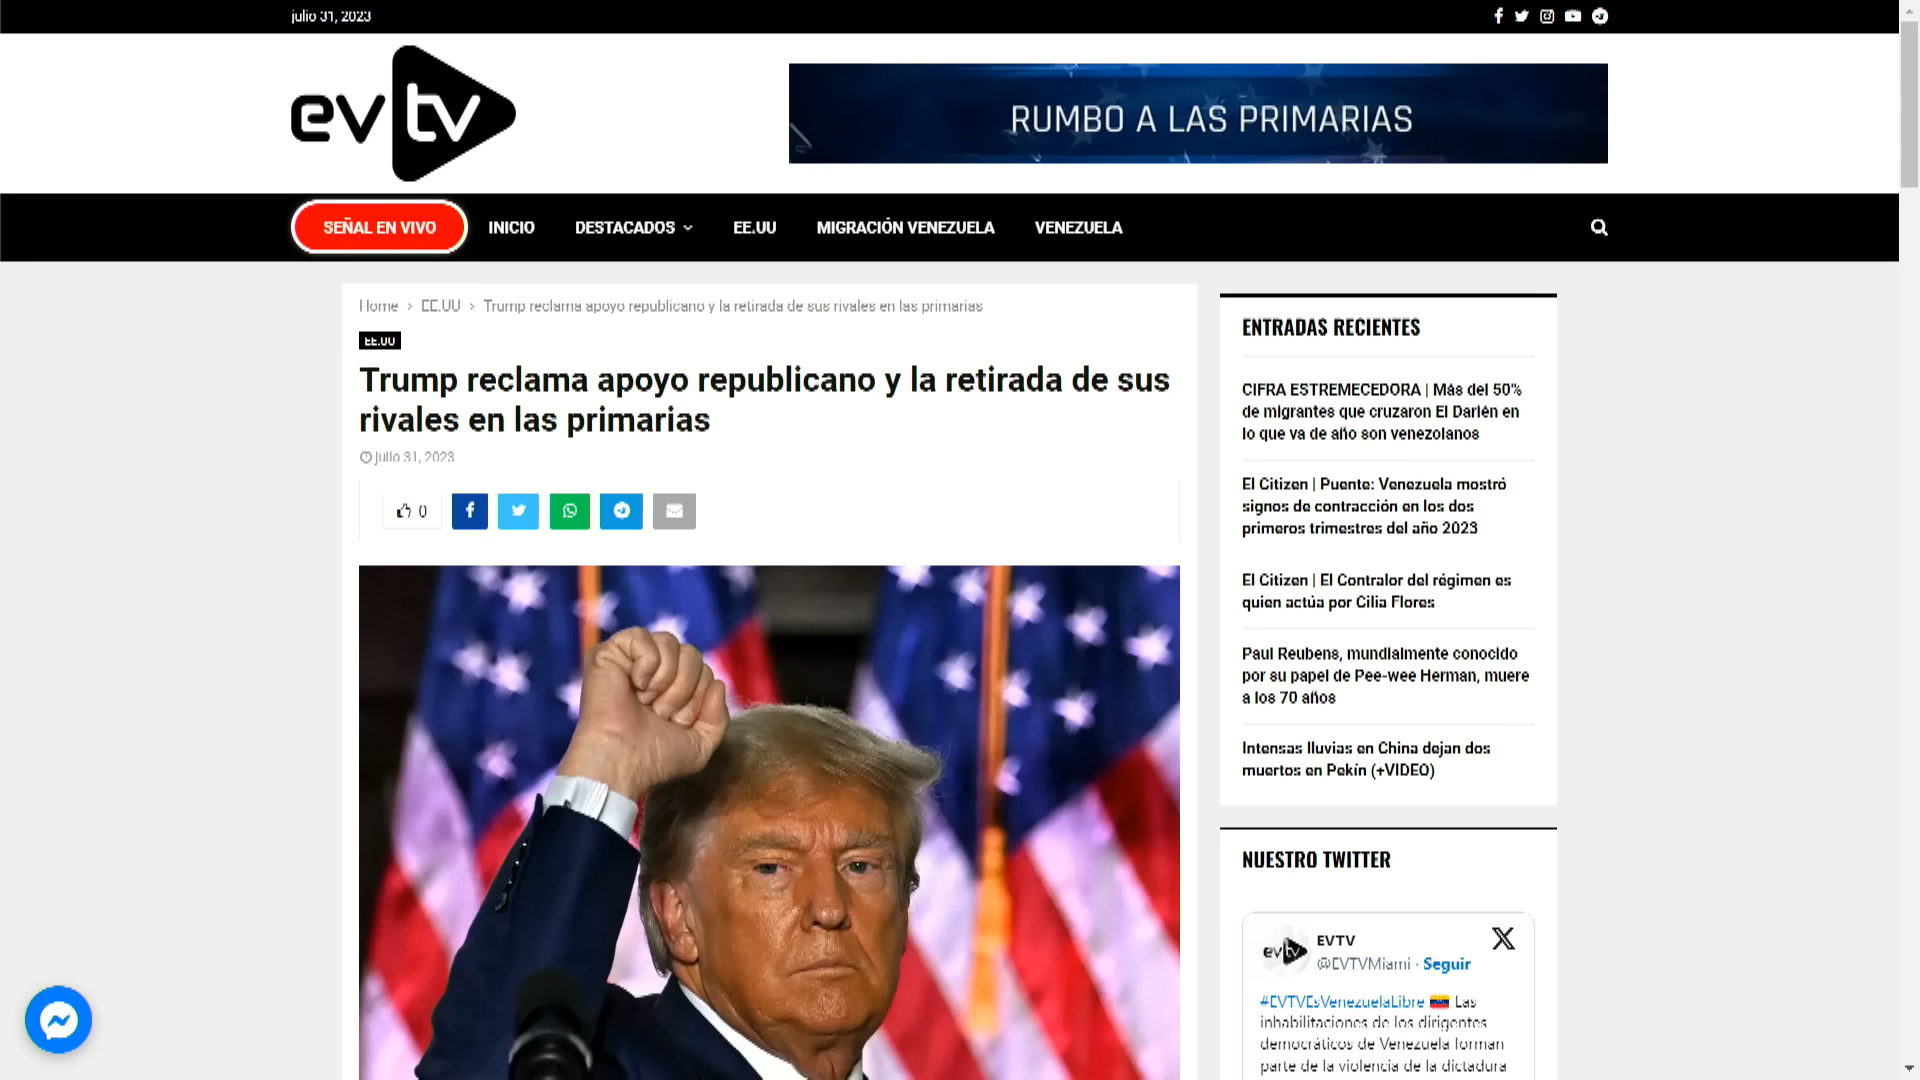 julio 31, 2023
evtv
RUMBO A LAS PRIMARIAS
SEÑAL EN VIVO
INICIO
DESTACADOS
EE.UU
MIGRACIÓN VENEZUELA
VENEZUELA
Home > EE.UU > Trump reclama apoyo republicano y la retirada de sus rivales en las primarias
EE.UU
Trump reclama apoyo republicano y la retirada de sus
rivales en las primarias
julio 31, 2023
0
ENTRADAS RECIENTES
CIFRA ESTREMECEDORA | Más del 50%
de migrantes que cruzaron El Darién en
lo que va de año son venezolanos
El Citizen | Puente: Venezuela mostró
signos de contracción en los dos
primeros trimestres del año 2023
El Citizen | El Contralor del régimen es
quien actúa por Cilia Flores
Paul Reubens, mundialmente conocido
por su papel de Pee-wee Herman, muere
a los 70 años
Intensas lluvias en China dejan dos
muertos en Pekín (+VIDEO)
NUESTRO TWITTER
evtv
EVTV
@EVTVMiami · Seguir
#EVTVEsVenezuelaLibre 🇻🇪 Las
inhabilitaciones de los dirigentes
democráticos de Venezuela forman
parte de la violencia de la dictadura